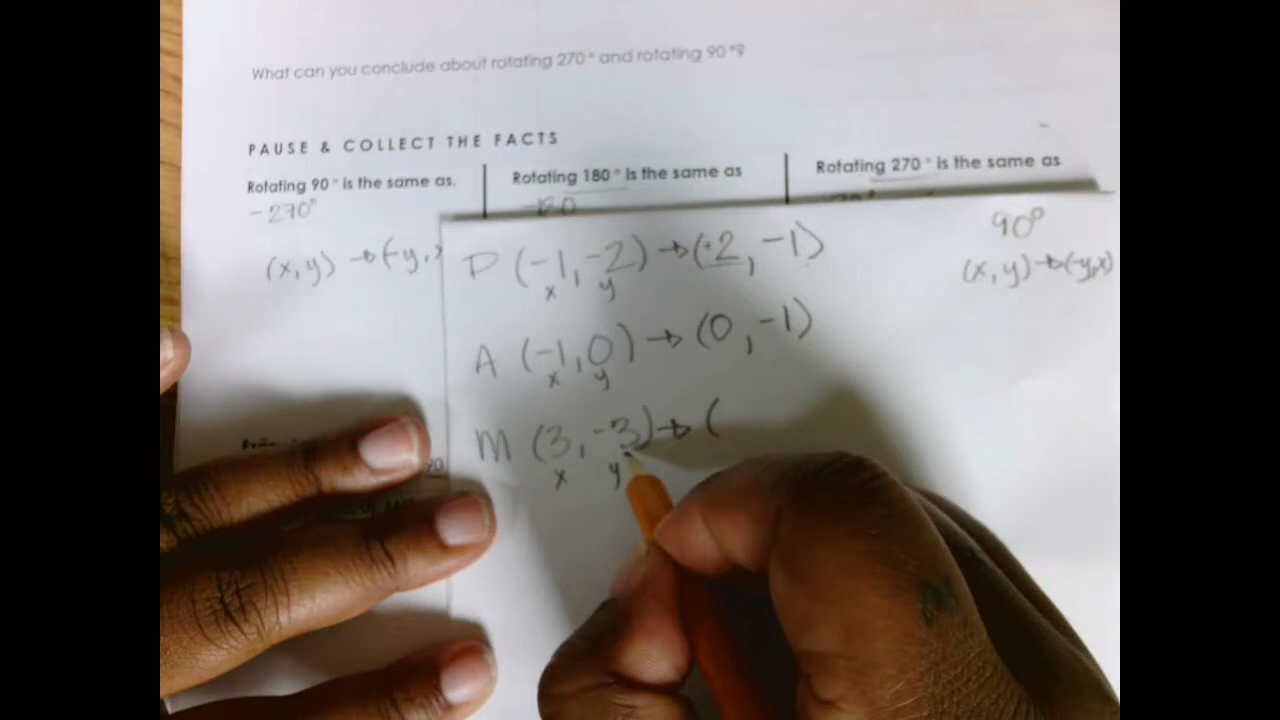 What can you conclude about rotating 270° and rotating 90°?
PAUSE & COLLECT THE FACTS
Rotating 90° is the same as.
-270°
(x,y) → (-y,
Rotating 180° is the same as
-180
Rotating 270° is the same as
90°
(x,y) → (-y,x)
D (-1,-2) → (+2,-1)
x y
A (-1,0) → (0,-1)
x y
M (3,-3) → (
x y